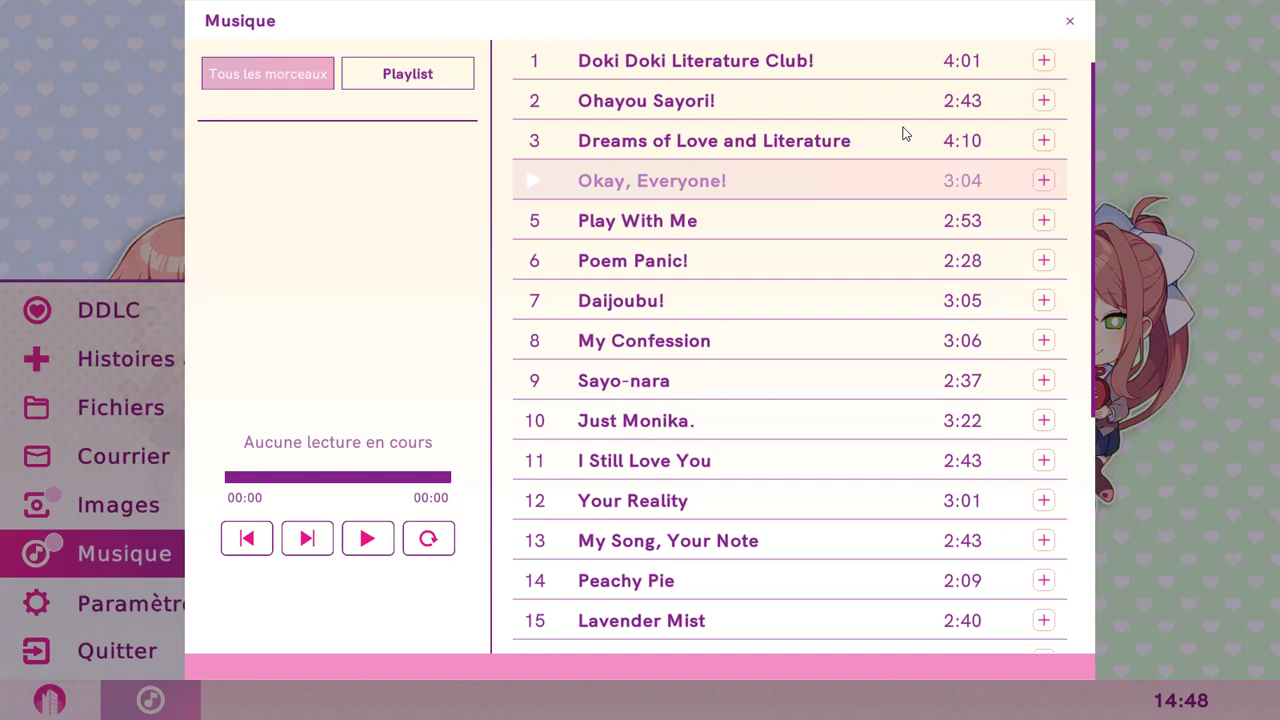 Musique
×
Tous les morceaux
Playlist
1 Doki Doki Literature Club! 4:01
2 Ohayou Sayori! 2:43
3 Dreams of Love and Literature 4:10
Okay, Everyone! 3:04
5 Play With Me 2:53
6 Poem Panic! 2:28
7 Daijoubu! 3:05
8 My Confession 3:06
9 Sayo-nara 2:37
10 Just Monika. 3:22
11 I Still Love You 2:43
12 Your Reality 3:01
13 My Song, Your Note 2:43
14 Peachy Pie 2:09
15 Lavender Mist 2:40
Aucune lecture en cours
00:00 00:00
DDLC
Histoires
Fichiers
Courrier
Images
Musique
Paramètr
Quitter
14:48